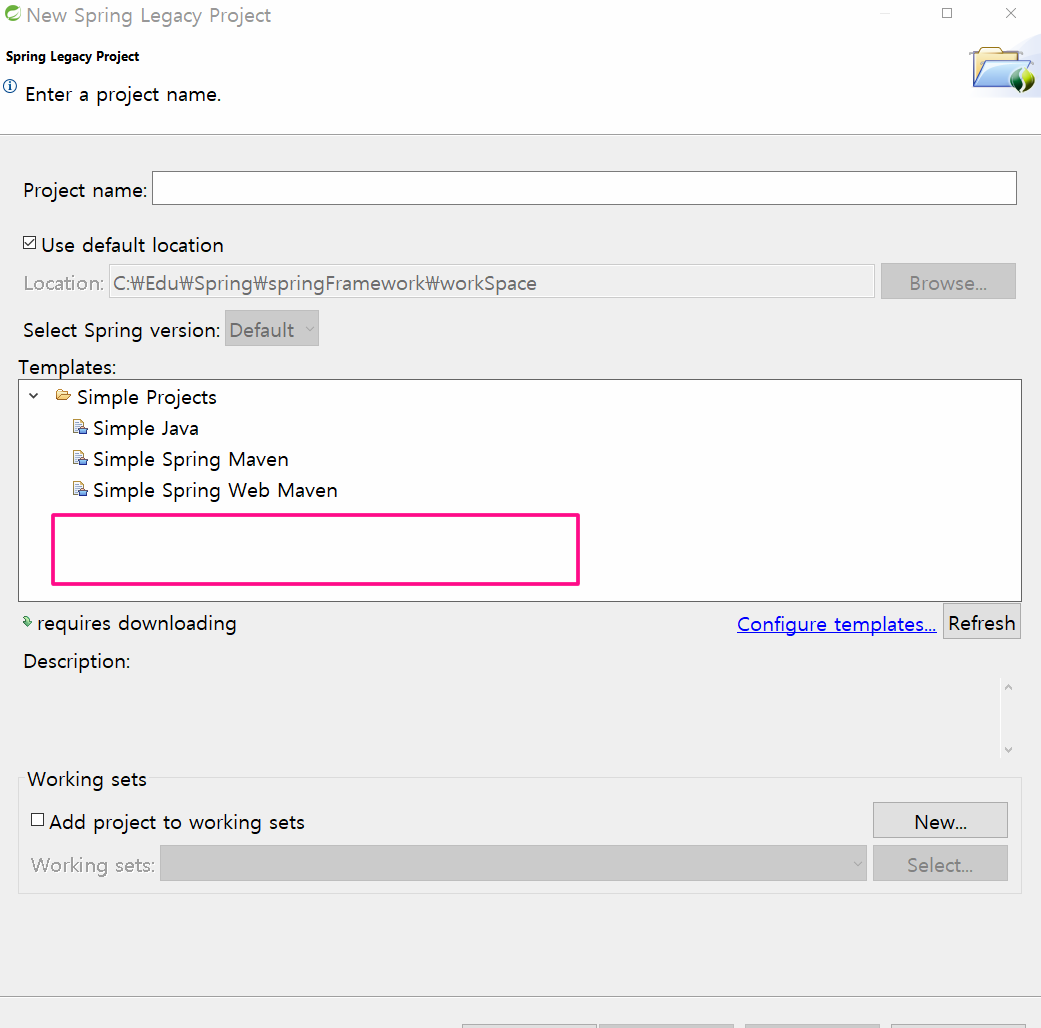 New Spring Legacy Project
Spring Legacy Project
Enter a project name.
Project name:
Use default location
Location: C:₩Edu₩Spring₩springFramework₩workSpace Browse...
Select Spring version: Default
Templates:
Simple Projects
Simple Java
Simple Spring Maven
Simple Spring Web Maven
requires downloading Configure templates... Refresh
Description:
Working sets
Add project to working sets New...
Working sets: Select...